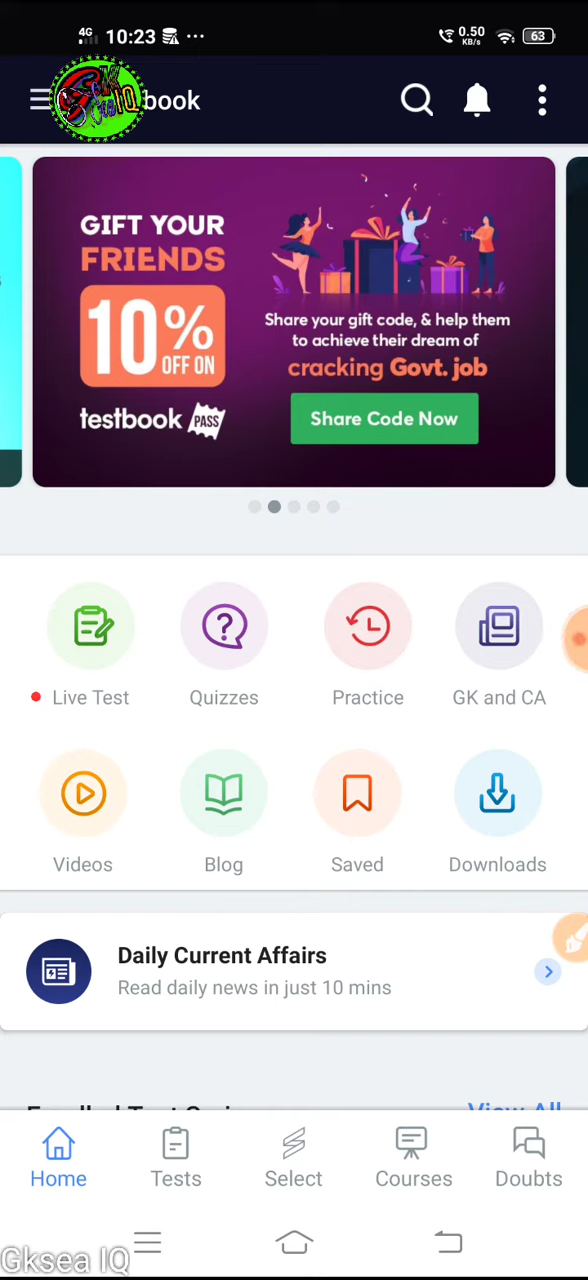 4G 10:23 ...
0.50
KB/s
63
IQ book
GIFT YOUR
FRIENDS
10%
OFF ON
testbook PASS
Share your gift code, & help them
to achieve their dream of
cracking Govt. job
Share Code Now
Live Test
Quizzes
Practice
GK and CA
Videos
Blog
Saved
Downloads
Daily Current Affairs
Read daily news in just 10 mins
View All
Home
Tests
Select
Courses
Doubts
Gksea IQ